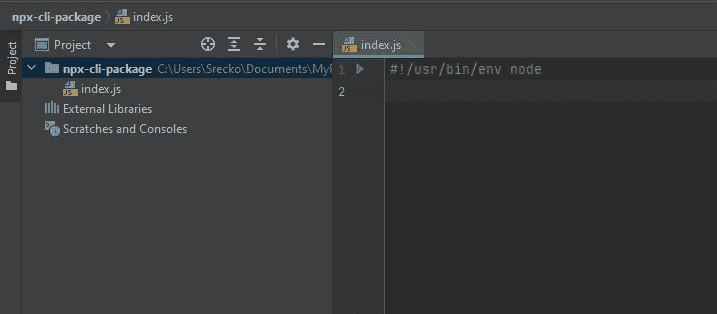 npx-cli-package index.js
Project
Project
index.js
npx-cli-package C:\Users\Srecko\Documents\MyP
index.js
External Libraries
Scratches and Consoles
1 #!/usr/bin/env node
2